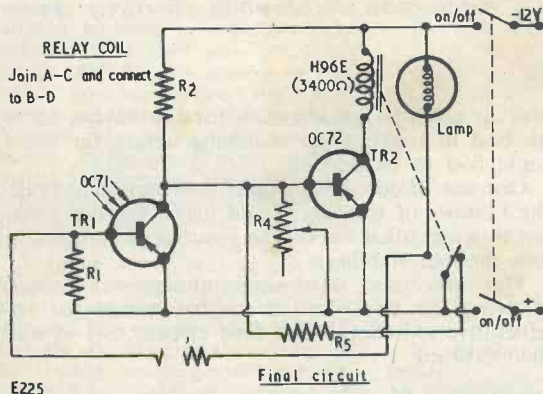 on/off
-12V
RELAY COIL
Join A-C and connect
to B-D
R2
H96E
(3400Ω)
Lamp
OC72
TR2
OC71
TR1
R4
R1
+
on/off
R5
Final circuit
E225